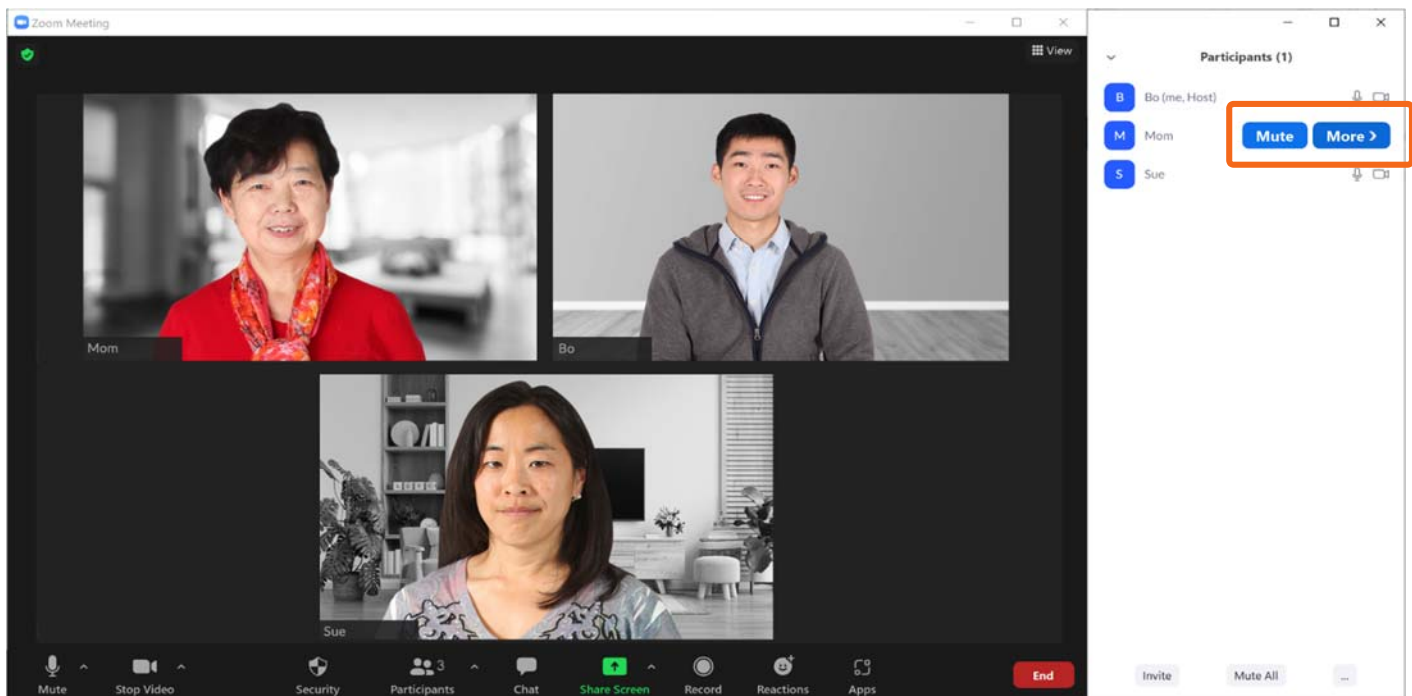 Zoom Meeting
View
Mom
Bo
Sue
Mute
Stop Video
Security
Participants
3
Chat
Share Screen
Record
Reactions
Apps
End
Participants (1)
B Bo (me, Host)
M Mom Mute More >
S Sue
Invite Mute All ...